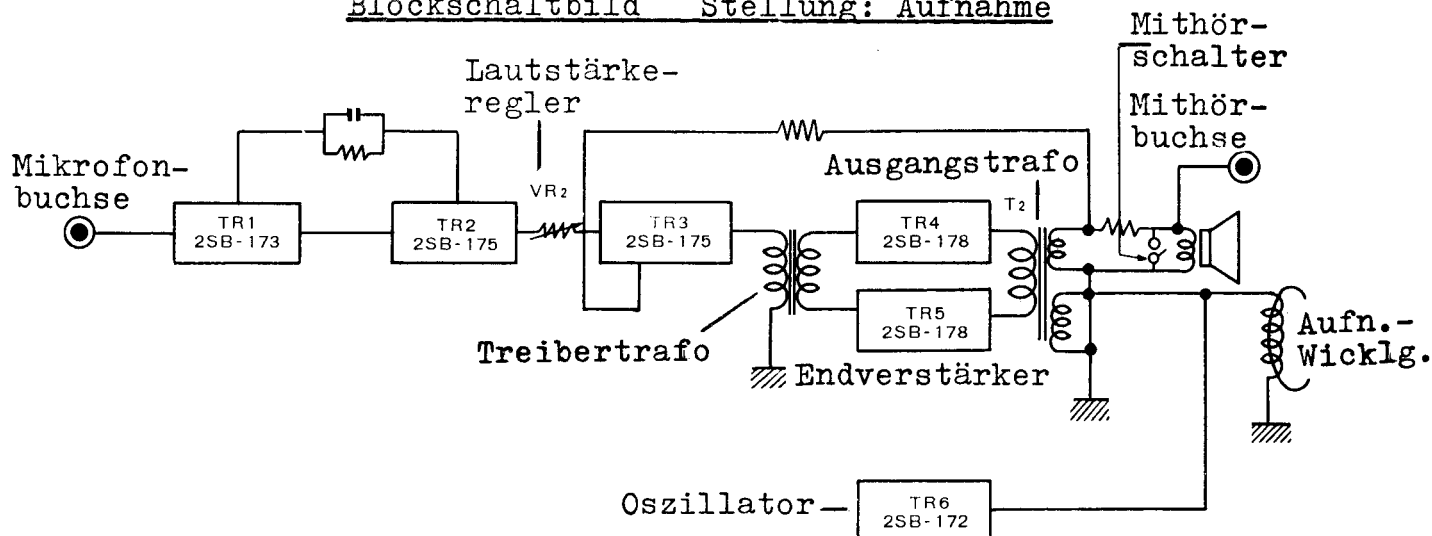 Blockschaltbild Stellung: Aufnahme
Mithör-
schalter
Lautstärke-
regler
Mithör-
buchse
Mikrofon-
buchse
Ausgangstrafo
VR2
T2
TR1
2SB-173
TR2
2SB-175
TR3
2SB-175
TR4
2SB-178
TR5
2SB-178
Treibertrafo
Endverstärker
Aufn.-
Wicklg.
Oszillator
TR6
2SB-172